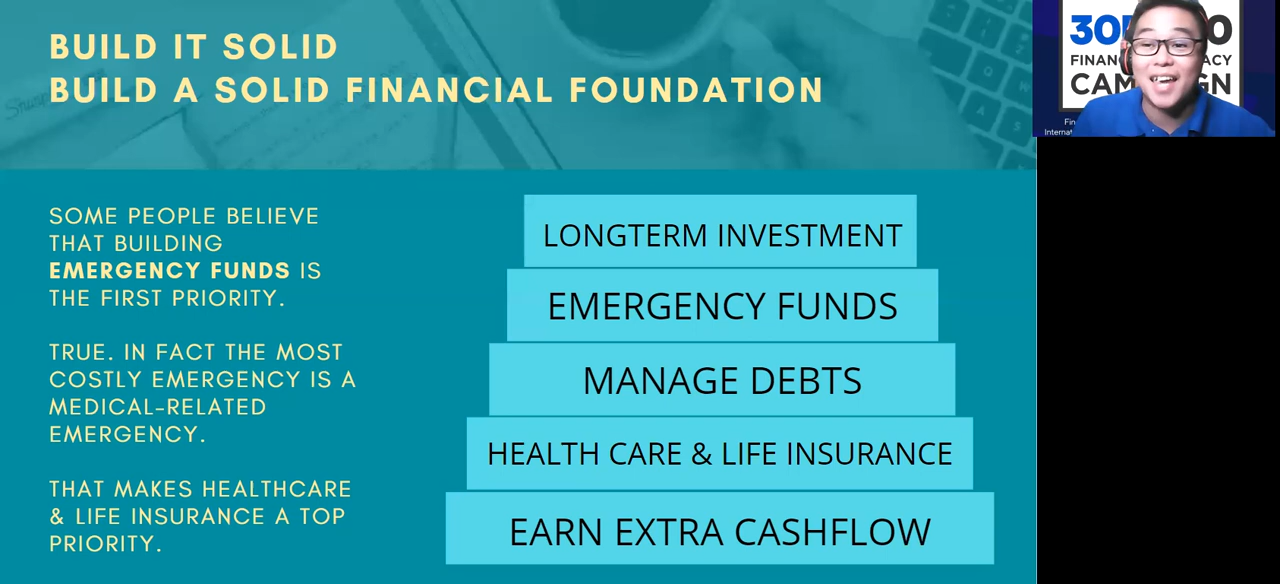 BUILD IT SOLID
BUILD A SOLID FINANCIAL FOUNDATION
SOME PEOPLE BELIEVE
THAT BUILDING
EMERGENCY FUNDS IS
THE FIRST PRIORITY.
TRUE. IN FACT THE MOST
COSTLY EMERGENCY IS A
MEDICAL-RELATED
EMERGENCY.
THAT MAKES HEALTHCARE
& LIFE INSURANCE A TOP
PRIORITY.
LONGTERM INVESTMENT
EMERGENCY FUNDS
MANAGE DEBTS
HEALTH CARE & LIFE INSURANCE
EARN EXTRA CASHFLOW